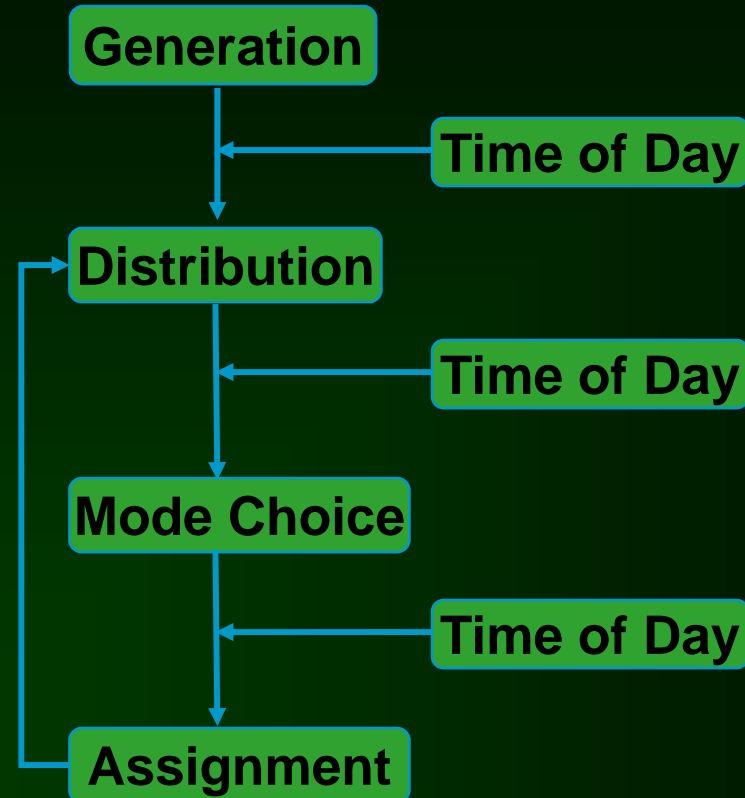 Generation
Time of Day
Distribution
Time of Day
Mode Choice
Time of Day
Assignment